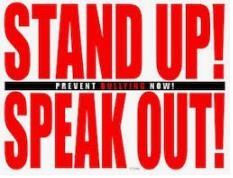 STAND UP!
PREVENT BULLYING NOW!
SPEAK OUT!